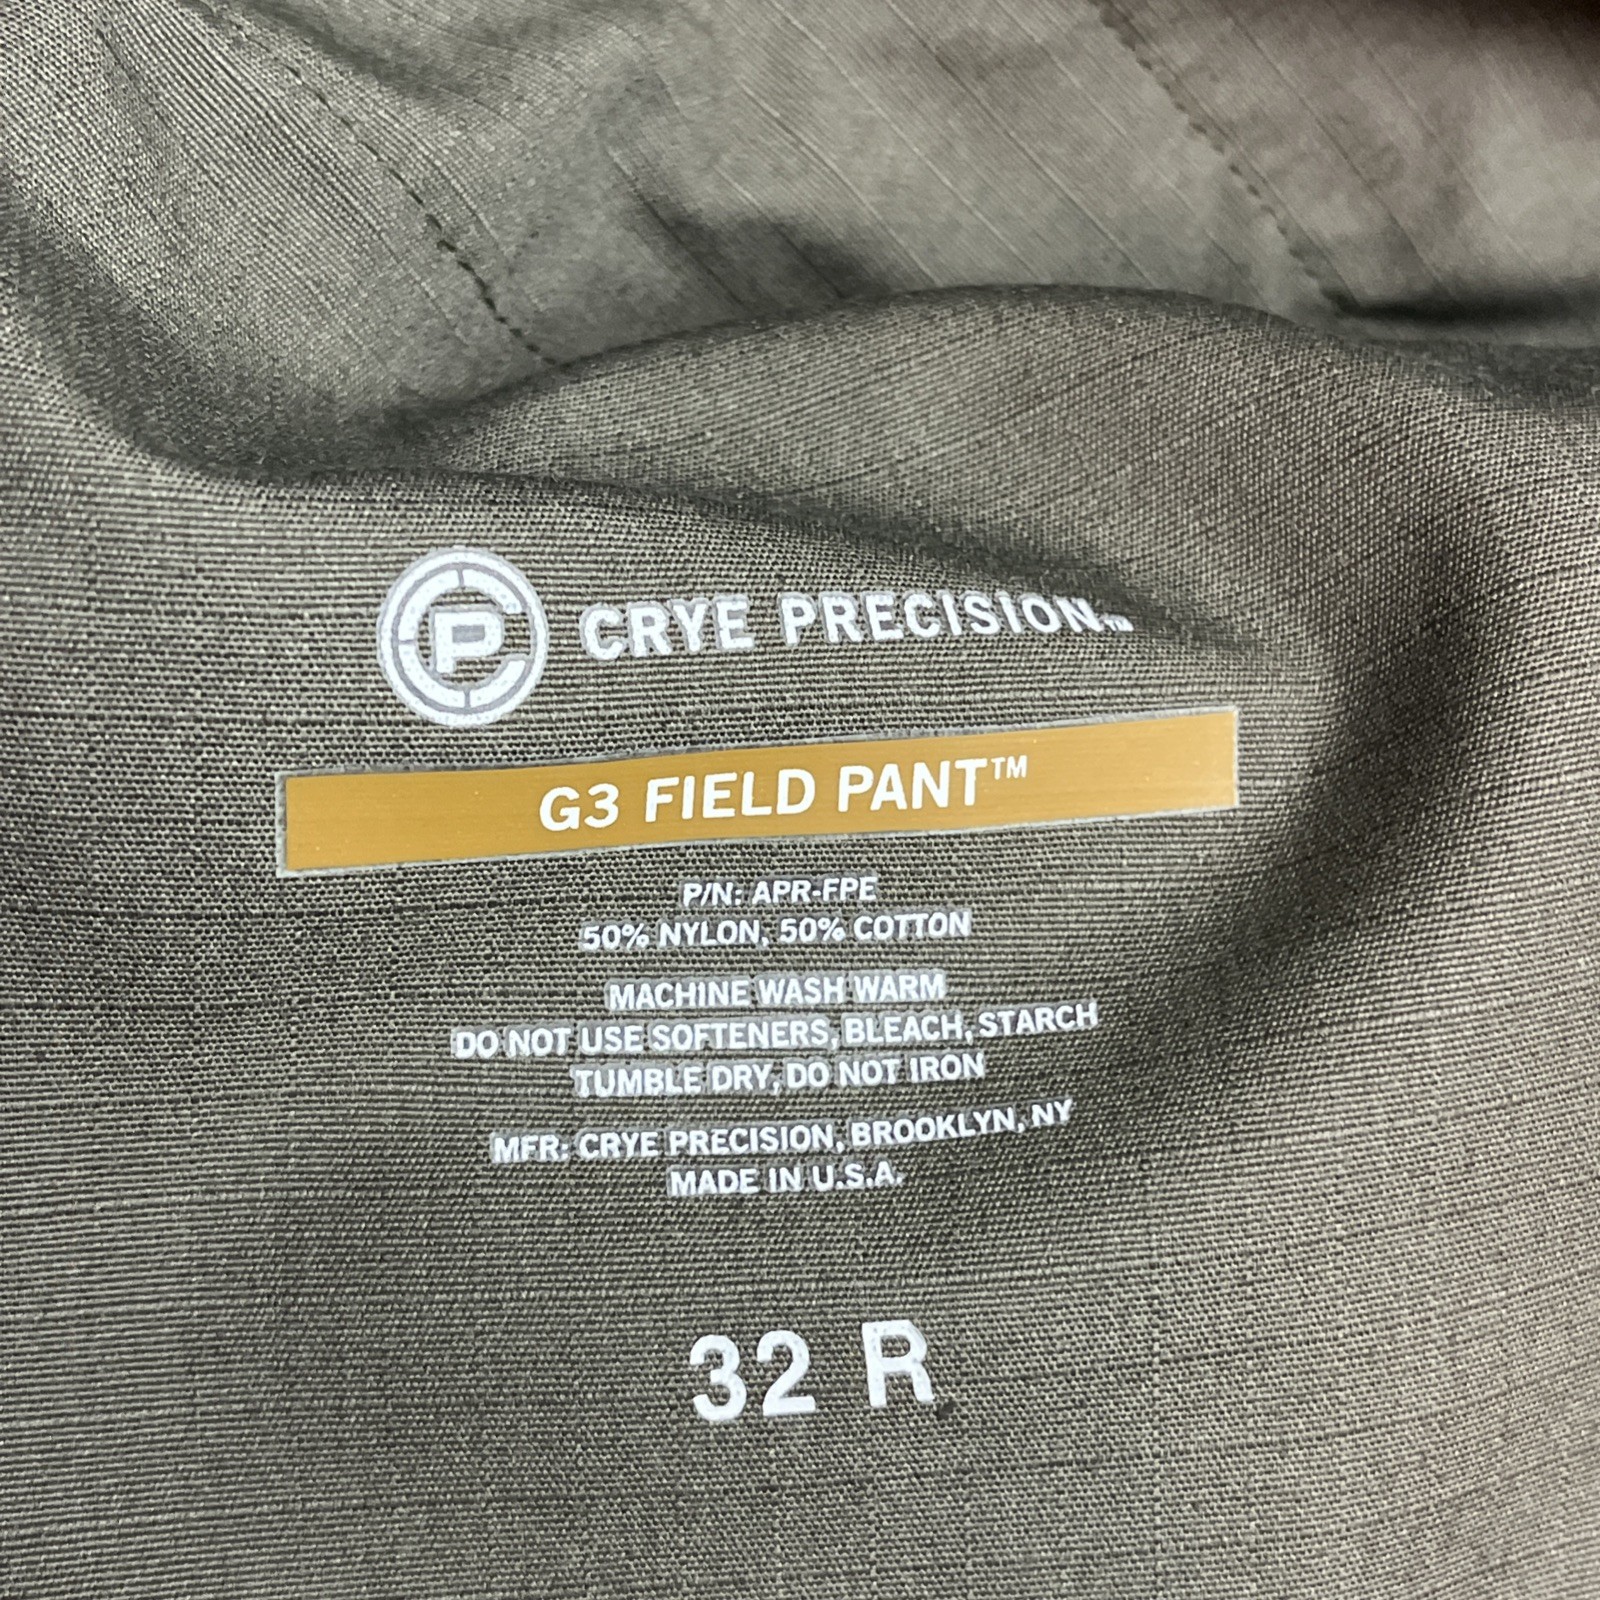 CP CRYE PRECISION™
G3 FIELD PANT™
P/N: APR-FPE
50% NYLON, 50% COTTON
MACHINE WASH WARM
DO NOT USE SOFTENERS, BLEACH, STARCH
TUMBLE DRY, DO NOT IRON
MFR: CRYE PRECISION, BROOKLYN, NY
MADE IN U.S.A.
32 R